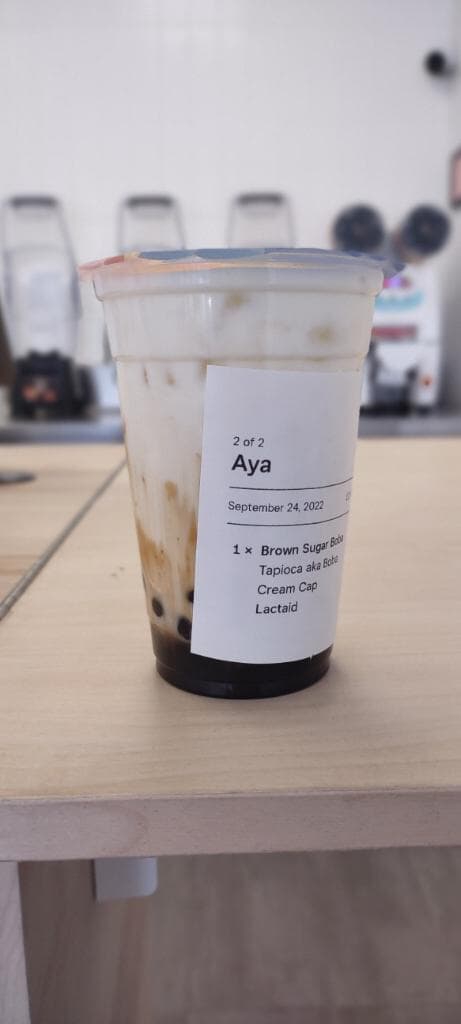 2 of 2
Aya
September 24, 2022
1 × Brown Sugar Boba
Tapioca aka Boba
Cream Cap
Lactaid